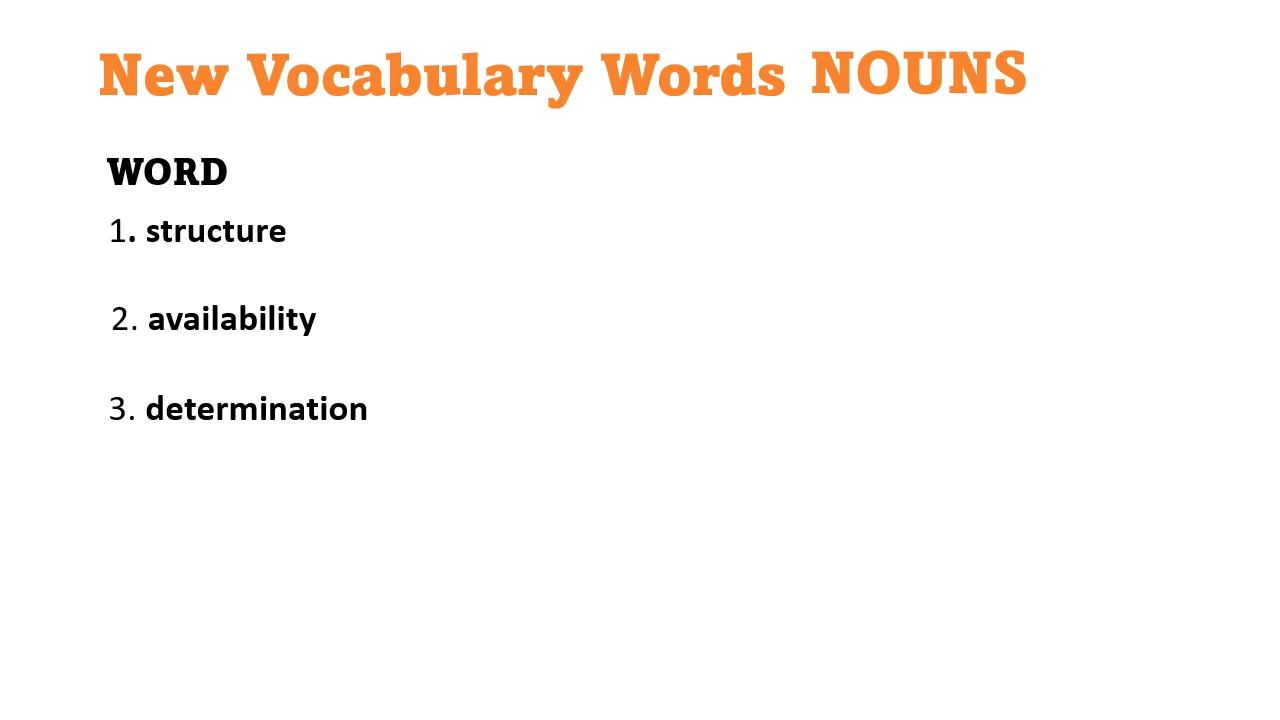 New Vocabulary Words NOUNS
WORD
1. structure
2. availability
3. determination